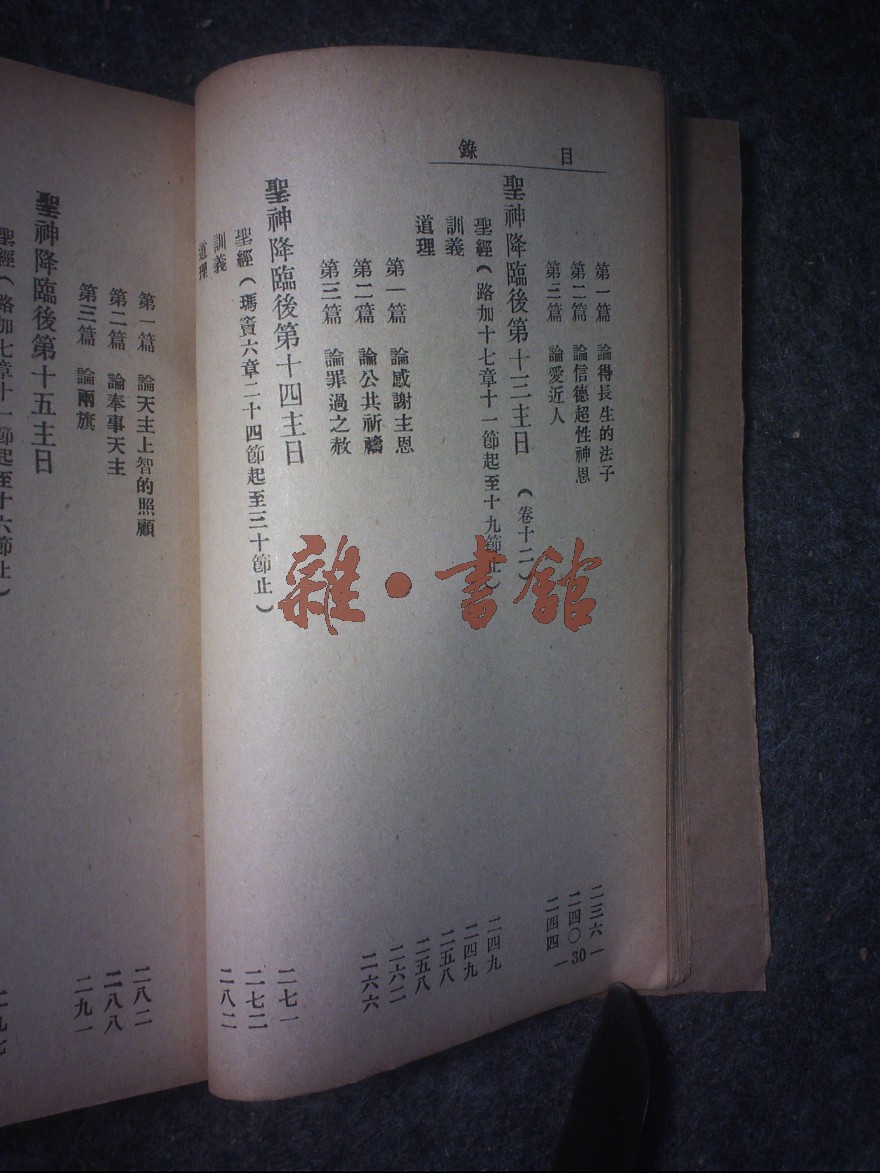 目錄
第一篇 論得長生的法子 二三六
第二篇 論信德超性神恩 二四〇
第三篇 論愛近人 二四四
聖神降臨後第十三主日 (卷十二)
聖經(路加十七章十一節起至十九節止) 二四九
訓義 二四九
道理 二五八
第一篇 論感謝主恩 二五八
第二篇 論公共祈禱 二六二
第三篇 論罪過之赦 二六六
聖神降臨後第十四主日
聖經(瑪竇六章二十四節起至三十節止) 二七一
訓義 二七二
道理 二八二
—30—
第一篇 論天主上智的照顧 二八二
第二篇 論奉事天主 二八八
第三篇 論兩旗 二九一
聖神降臨後第十五主日
聖經(路加七章十一節起至十六節止)
雜·書館